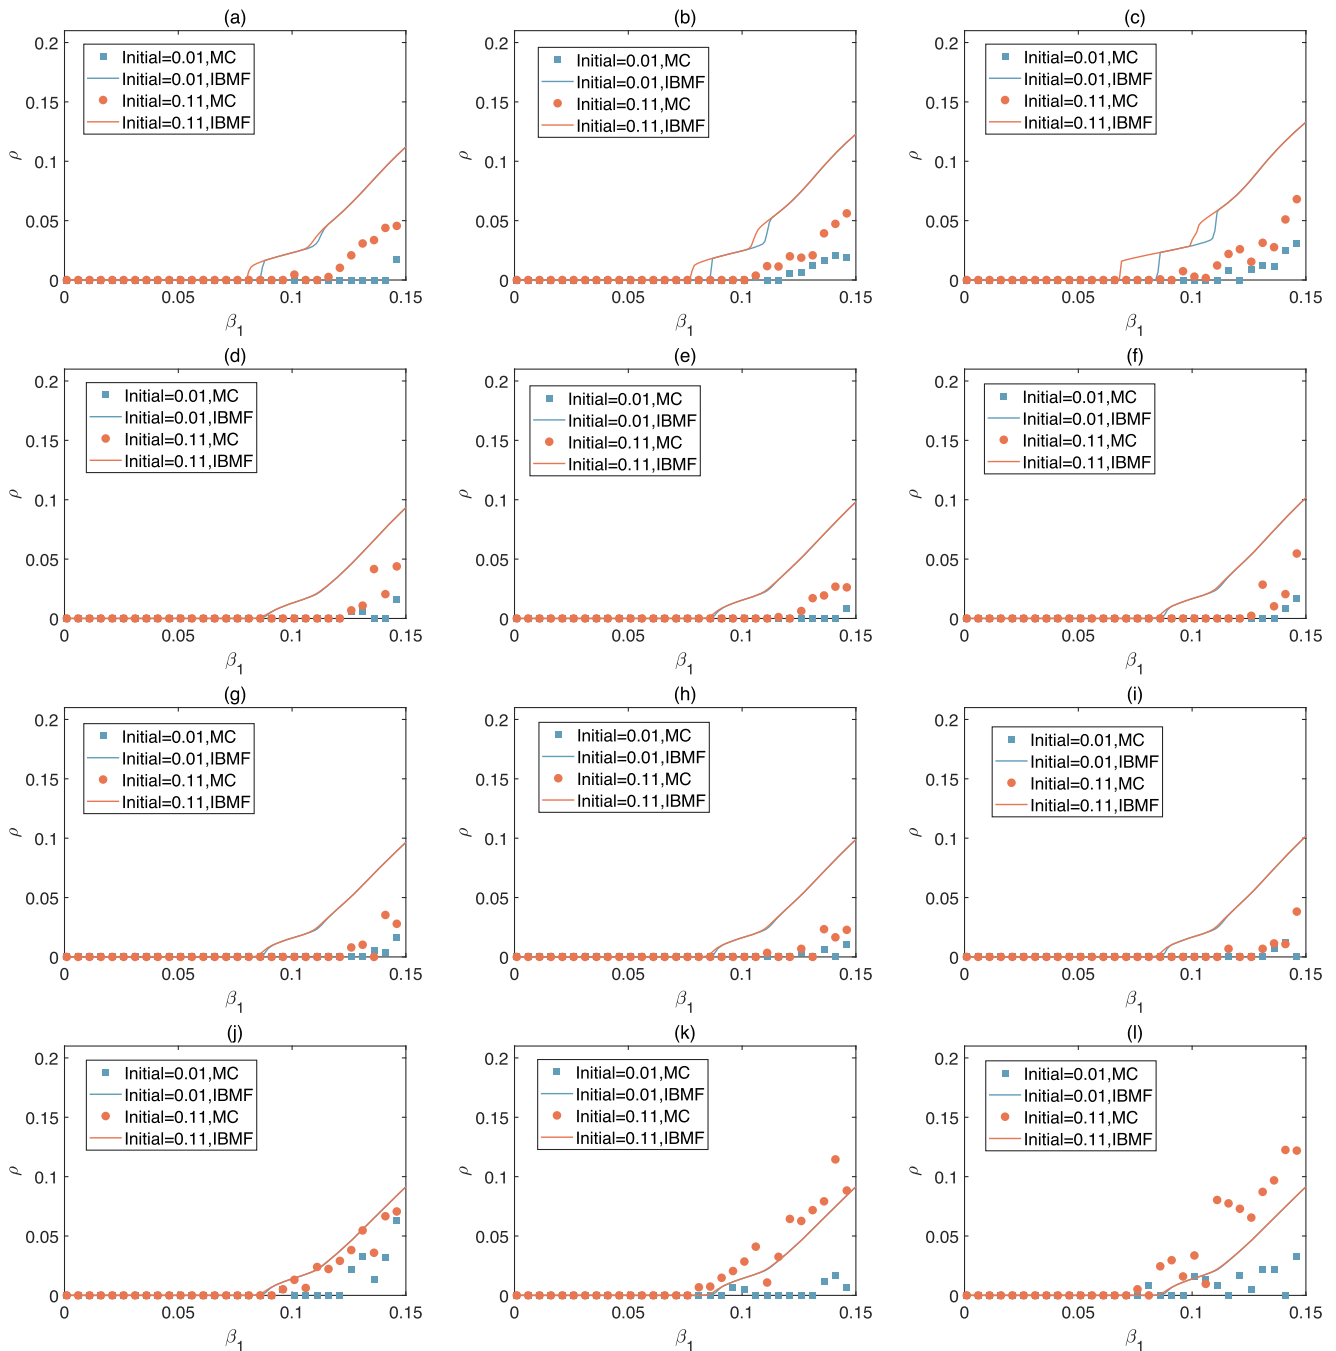 (a)
0.2
0.15
0.1
0.05
0
ρ
Initial=0.01,MC
Initial=0.01,IBMF
Initial=0.11,MC
Initial=0.11,IBMF
0 0.05 0.1 0.15
β1
(b)
0.2
0.15
0.1
0.05
0
ρ
Initial=0.01,MC
Initial=0.01,IBMF
Initial=0.11,MC
Initial=0.11,IBMF
0 0.05 0.1 0.15
β1
(c)
0.2
0.15
0.1
0.05
0
ρ
Initial=0.01,MC
Initial=0.01,IBMF
Initial=0.11,MC
Initial=0.11,IBMF
0 0.05 0.1 0.15
β1
(d)
0.2
0.15
0.1
0.05
0
ρ
Initial=0.01,MC
Initial=0.01,IBMF
Initial=0.11,MC
Initial=0.11,IBMF
0 0.05 0.1 0.15
β1
(e)
0.2
0.15
0.1
0.05
0
ρ
Initial=0.01,MC
Initial=0.01,IBMF
Initial=0.11,MC
Initial=0.11,IBMF
0 0.05 0.1 0.15
β1
(f)
0.2
0.15
0.1
0.05
0
ρ
Initial=0.01,MC
Initial=0.01,IBMF
Initial=0.11,MC
Initial=0.11,IBMF
0 0.05 0.1 0.15
β1
(g)
0.2
0.15
0.1
0.05
0
ρ
Initial=0.01,MC
Initial=0.01,IBMF
Initial=0.11,MC
Initial=0.11,IBMF
0 0.05 0.1 0.15
β1
(h)
0.2
0.15
0.1
0.05
0
ρ
Initial=0.01,MC
Initial=0.01,IBMF
Initial=0.11,MC
Initial=0.11,IBMF
0 0.05 0.1 0.15
β1
(i)
0.2
0.15
0.1
0.05
0
ρ
Initial=0.01,MC
Initial=0.01,IBMF
Initial=0.11,MC
Initial=0.11,IBMF
0 0.05 0.1 0.15
β1
(j)
0.2
0.15
0.1
0.05
0
ρ
Initial=0.01,MC
Initial=0.01,IBMF
Initial=0.11,MC
Initial=0.11,IBMF
0 0.05 0.1 0.15
β1
(k)
0.2
0.15
0.1
0.05
0
ρ
Initial=0.01,MC
Initial=0.01,IBMF
Initial=0.11,MC
Initial=0.11,IBMF
0 0.05 0.1 0.15
β1
(l)
0.2
0.15
0.1
0.05
0
ρ
Initial=0.01,MC
Initial=0.01,IBMF
Initial=0.11,MC
Initial=0.11,IBMF
0 0.05 0.1 0.15
β1